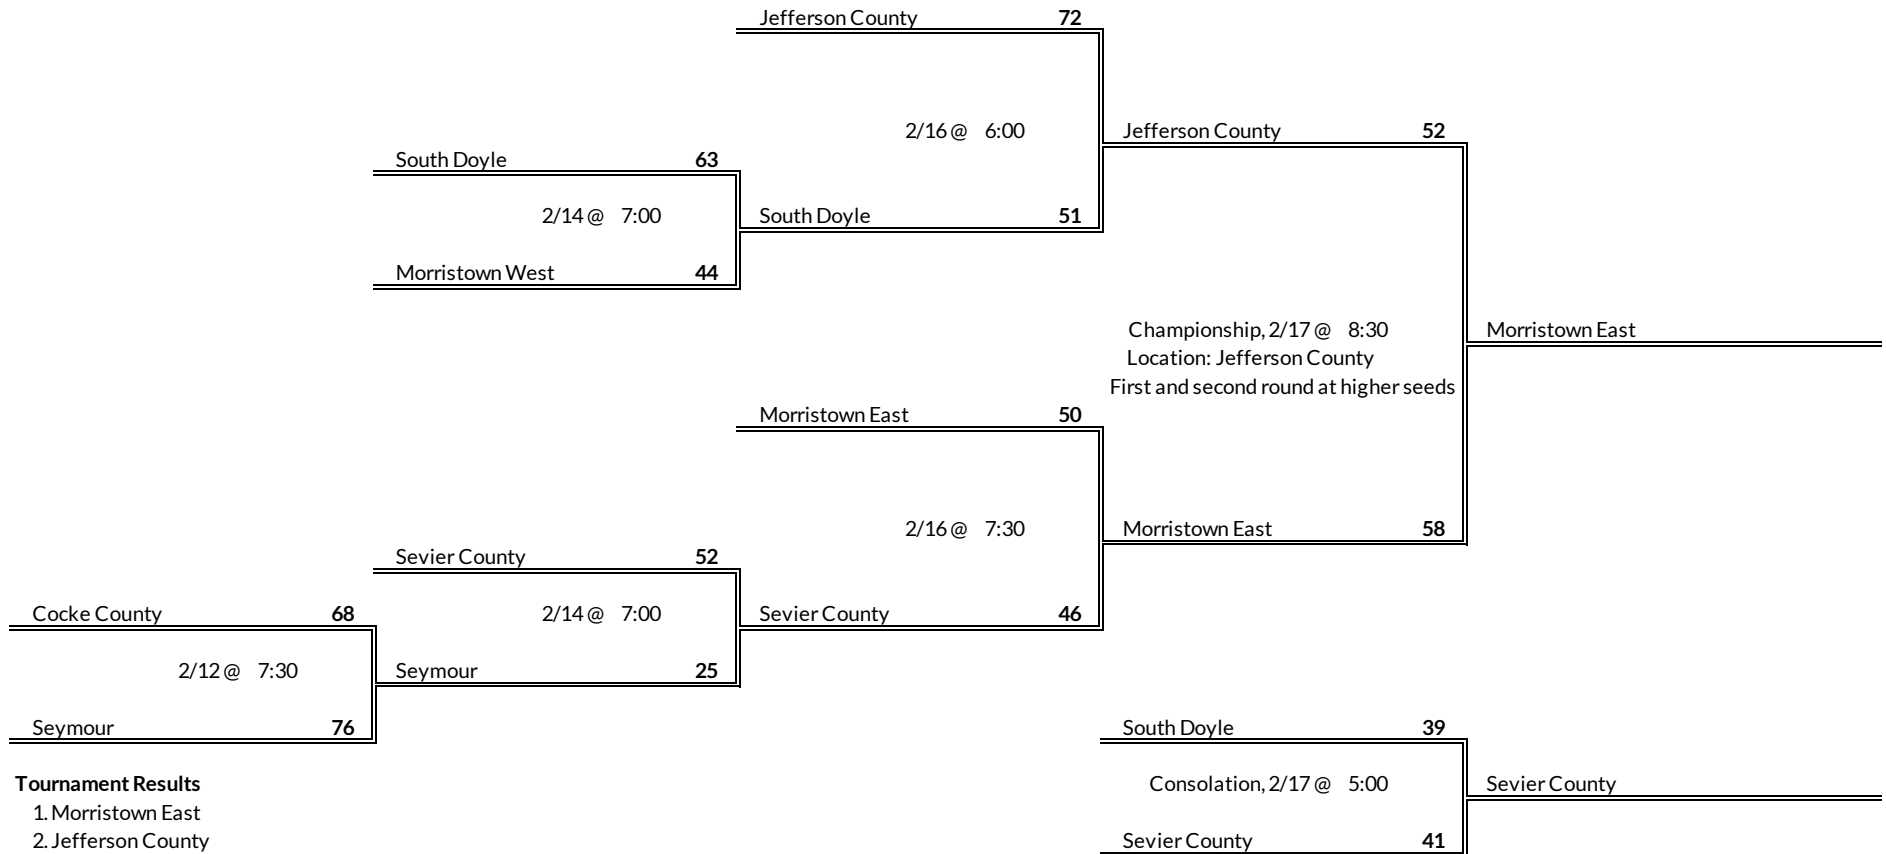 Jefferson County 72
2/16 @ 6:00
Jefferson County 52
South Doyle 63
2/14 @ 7:00
South Doyle 51
Morristown West 44
Championship, 2/17 @ 8:30
Morristown East
Location: Jefferson County
First and second round at higher seeds
Morristown East 50
2/16 @ 7:30
Morristown East 58
Sevier County 52
Cocke County 68
2/14 @ 7:00
Sevier County 46
2/12 @ 7:30
Seymour 25
Seymour 76
South Doyle 39
Tournament Results
Consolation, 2/17 @ 5:00
Sevier County
1. Morristown East
2. Jefferson County
Sevier County 41